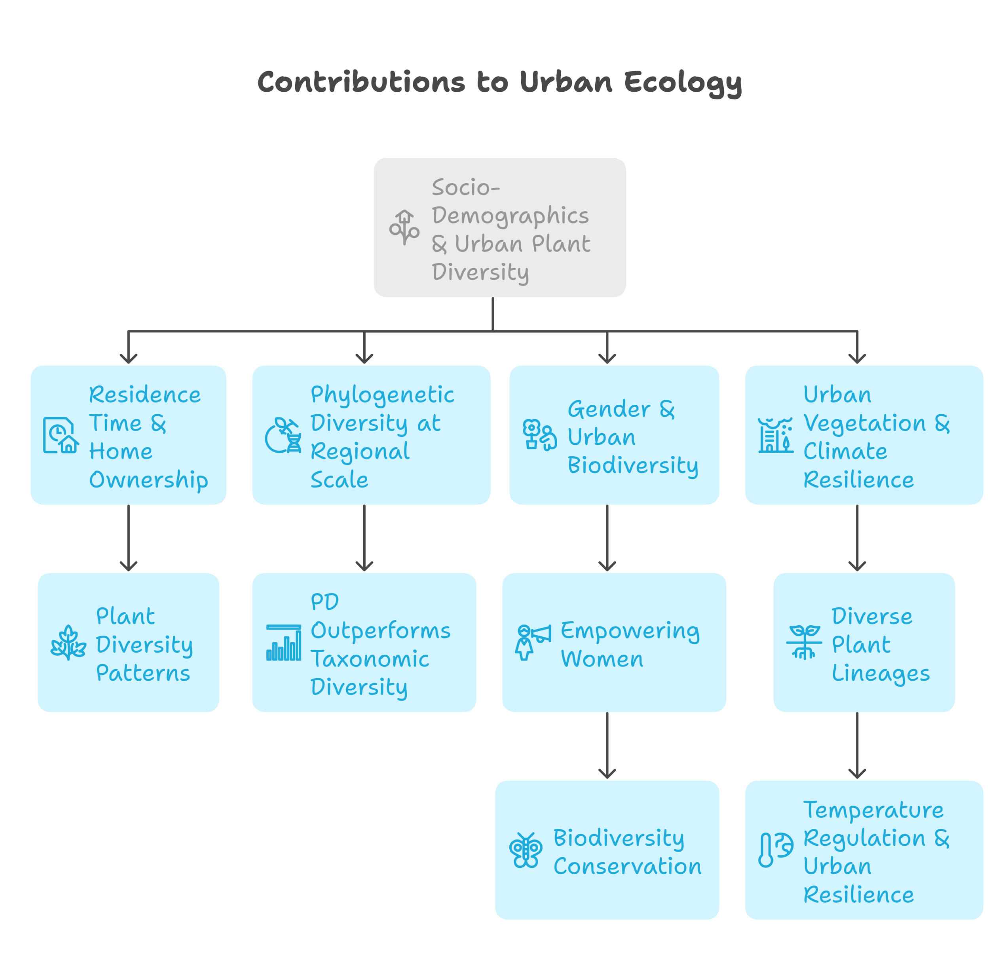 Contributions to Urban Ecology
Socio-
Demographics
& Urban Plant
Diversity
Residence
Time &
Home
Ownership
Phylogenetic
Diversity at
Regional
Scale
Gender &
Urban
Biodiversity
Urban
Vegetation &
Climate
Resilience
Plant
Diversity
Patterns
PD
Outperforms
Taxonomic
Diversity
Empowering
Women
Diverse
Plant
Lineages
Biodiversity
Conservation
Temperature
Regulation &
Urban
Resilience